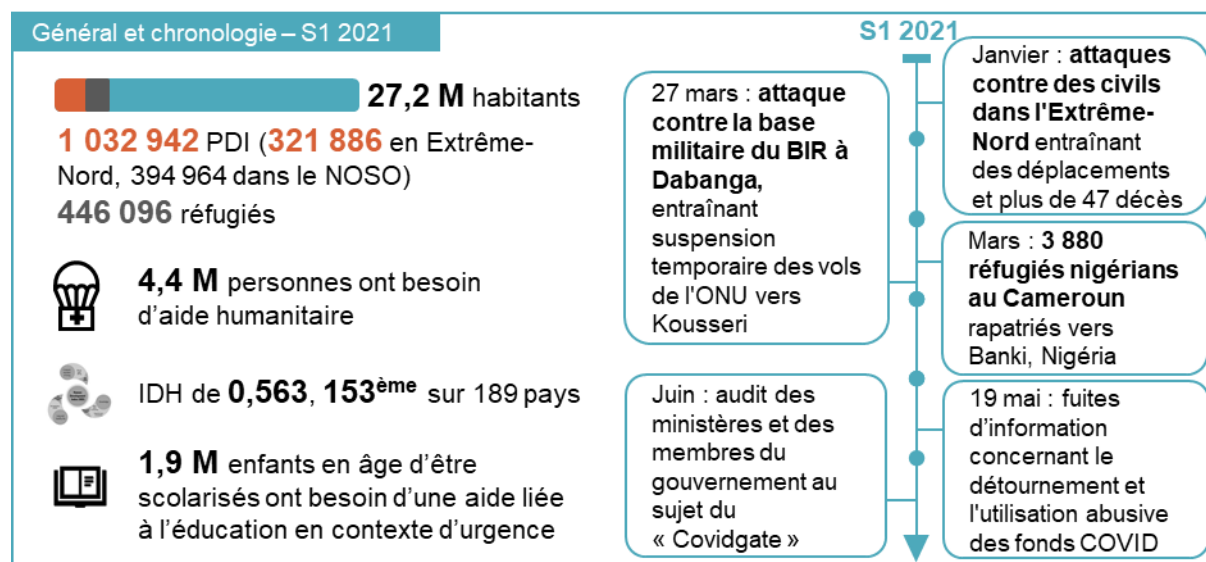 Général et chronologie – S1 2021
27,2 M habitants
1 032 942 PDI (321 886 en Extrême-
Nord, 394 964 dans le NOSO)
446 096 réfugiés
4,4 M personnes ont besoin
d’aide humanitaire
IDH de 0,563, 153ème sur 189 pays
1,9 M enfants en âge d’être
scolarisés ont besoin d’une aide liée
à l’éducation en contexte d’urgence
S1 2021
Janvier : attaques
contre des civils
dans l'Extrême-
Nord entraînant
des déplacements
et plus de 47 décès
27 mars : attaque
contre la base
militaire du BIR à
Dabanga,
entraînant
suspension
temporaire des vols
de l'ONU vers
Kousseri
Mars : 3 880
réfugiés nigérians
au Cameroun
rapatriés vers
Banki, Nigéria
19 mai : fuites
d’information
concernant le
détournement et
l'utilisation abusive
des fonds COVID
Juin : audit des
ministères et des
membres du
gouvernement au
sujet du
« Covidgate »